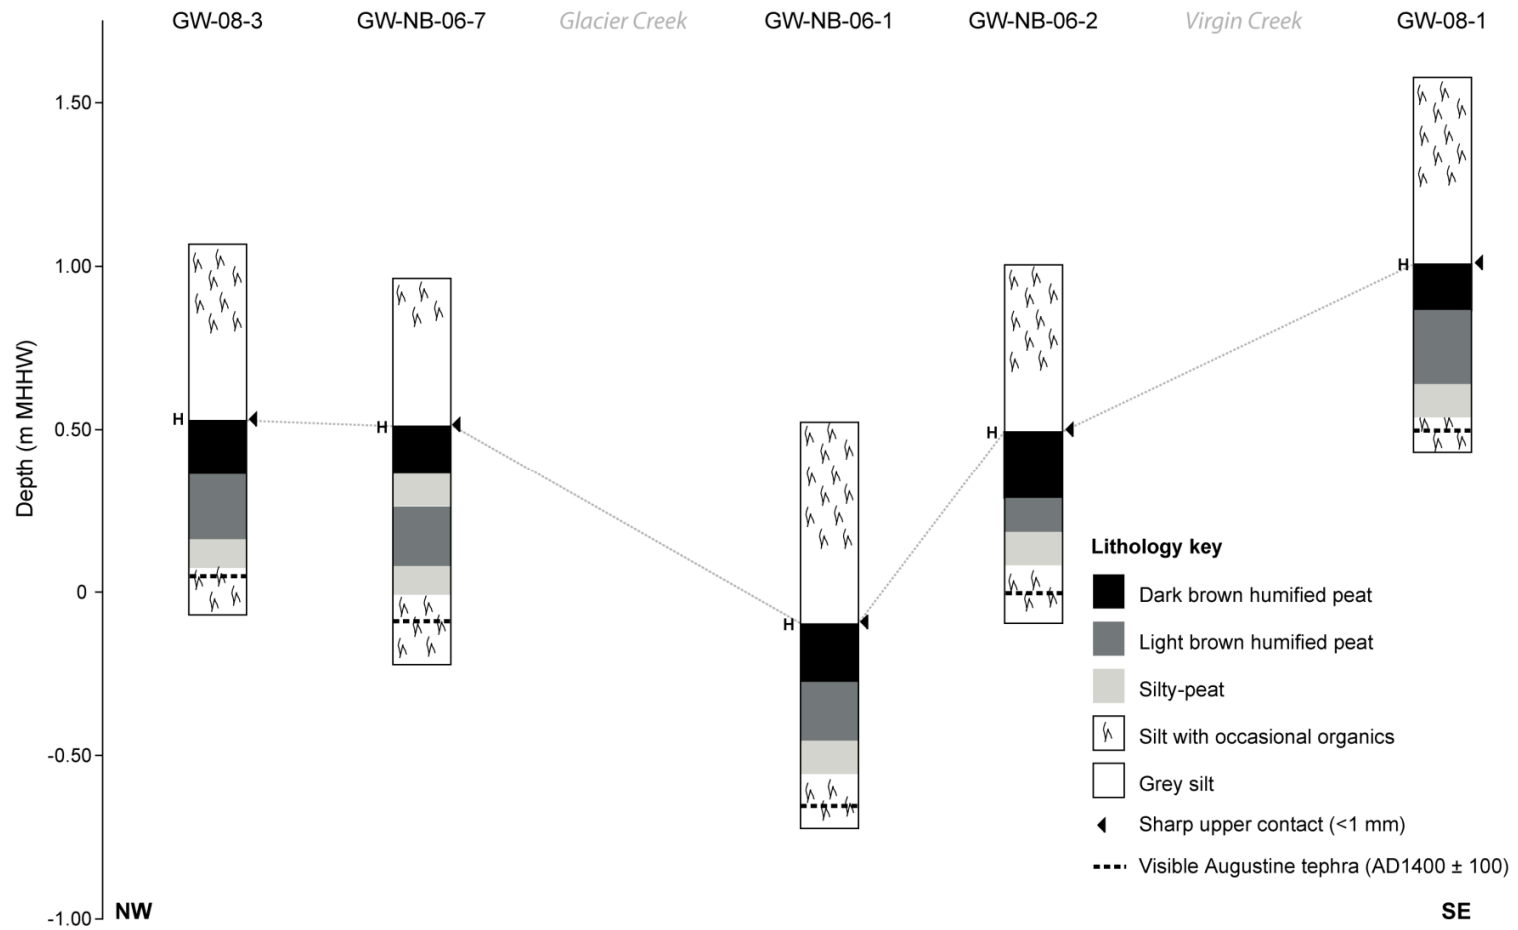 GW-08-3 GW-NB-06-7 Glacier Creek GW-NB-06-1 GW-NB-06-2 Virgin Creek GW-08-1
Depth (m MHHW)
1.50
1.00
0.50
0
-0.50
-1.00
H
H
H
H
H
Lithology key
Dark brown humified peat
Light brown humified peat
Silty-peat
Silt with occasional organics
Grey silt
Sharp upper contact (<1 mm)
Visible Augustine tephra (AD1400 ± 100)
NW
SE